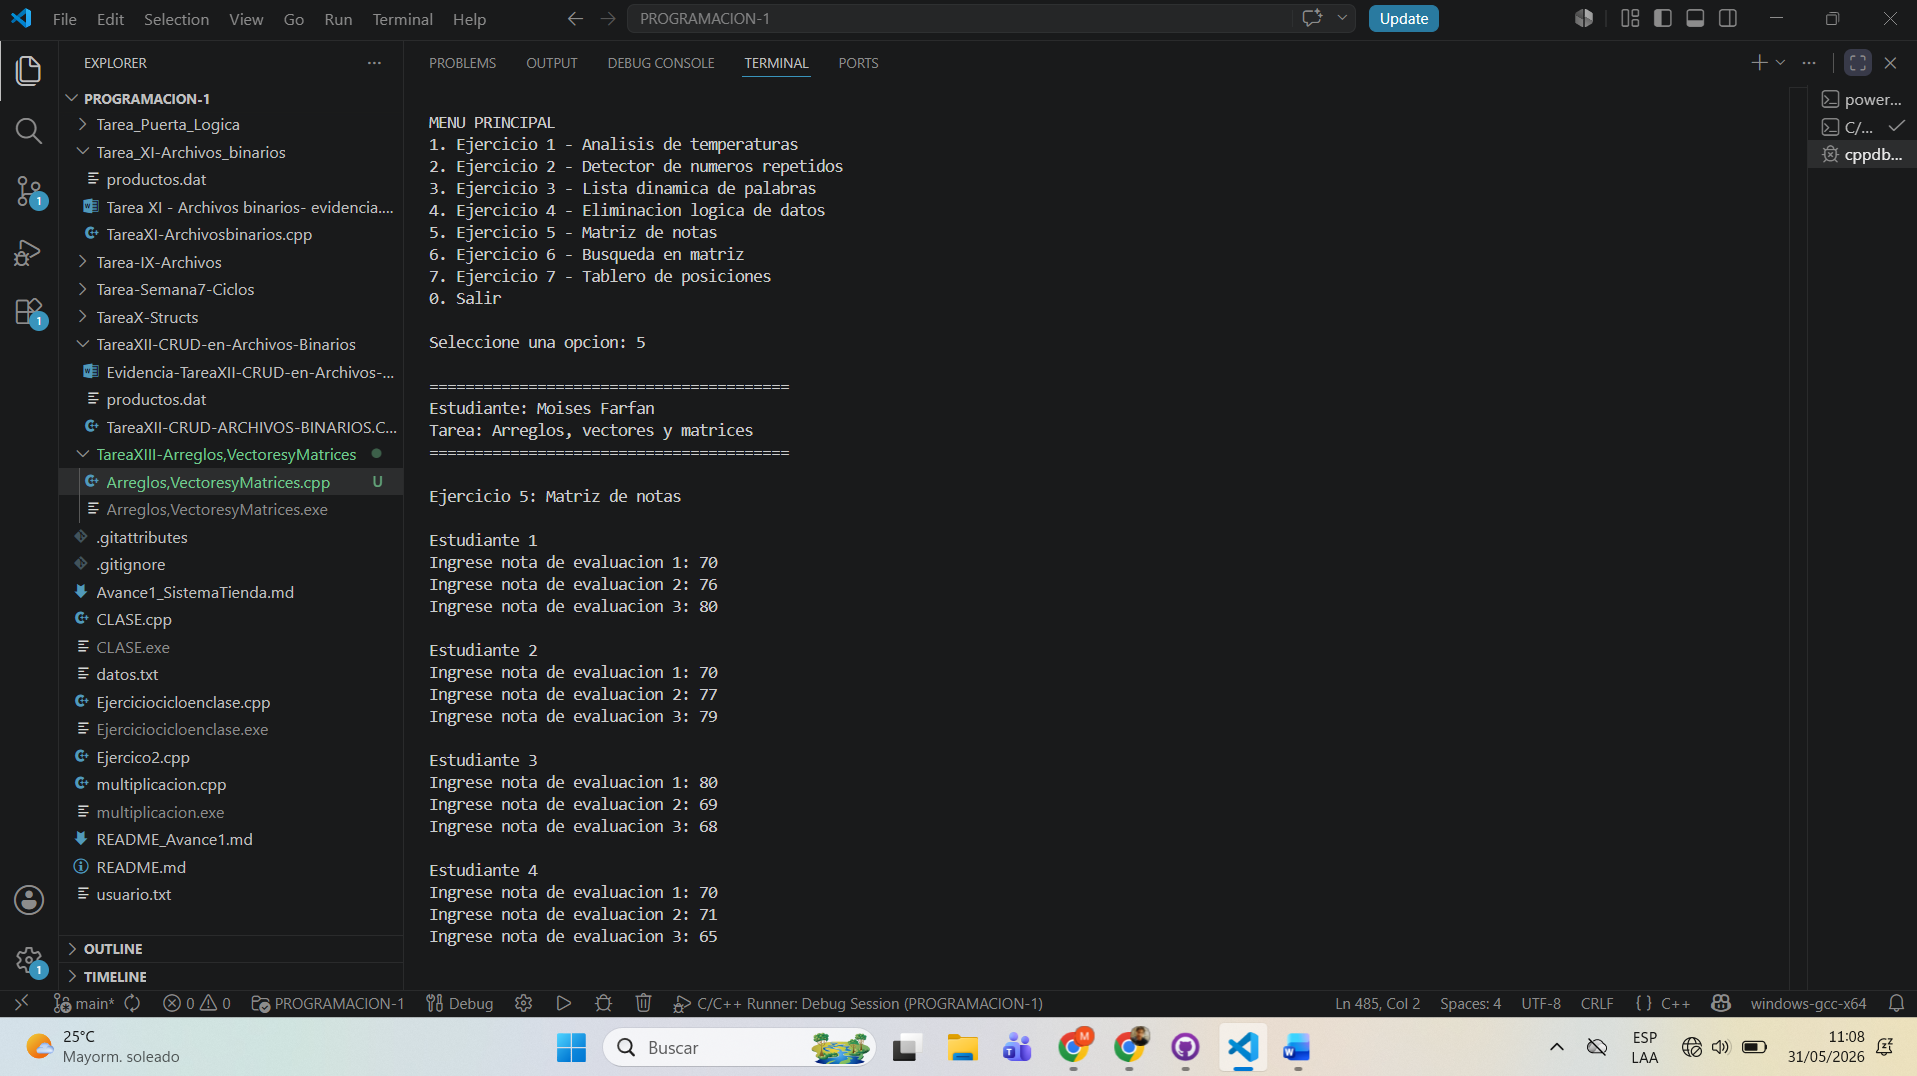 File Edit Selection View Go Run Terminal Help
PROGRAMACION-1
Update
EXPLORER
PROGRAMACION-1
Tarea_Puerta_Logica
Tarea_XI-Archivos_binarios
productos.dat
Tarea XI - Archivos binarios- evidencia....
TareaXI-Archivosbinarios.cpp
Tarea-IX-Archivos
Tarea-Semana7-Ciclos
TareaX-Structs
TareaXII-CRUD-en-Archivos-Binarios
Evidencia-TareaXII-CRUD-en-Archivos-...
productos.dat
TareaXII-CRUD-ARCHIVOS-BINARIOS.C...
TareaXIII-Arreglos,VectoresyMatrices
Arreglos,VectoresyMatrices.cpp U
Arreglos,VectoresyMatrices.exe
.gitattributes
.gitignore
Avance1_SistemaTienda.md
CLASE.cpp
CLASE.exe
datos.txt
Ejerciciocicloenclase.cpp
Ejerciciocicloenclase.exe
Ejercico2.cpp
multiplicacion.cpp
multiplicacion.exe
README_Avance1.md
README.md
usuario.txt
OUTLINE
TIMELINE
1
1
1
PROBLEMS OUTPUT DEBUG CONSOLE TERMINAL PORTS
MENU PRINCIPAL
1. Ejercicio 1 - Analisis de temperaturas
2. Ejercicio 2 - Detector de numeros repetidos
3. Ejercicio 3 - Lista dinamica de palabras
4. Ejercicio 4 - Eliminacion logica de datos
5. Ejercicio 5 - Matriz de notas
6. Ejercicio 6 - Busqueda en matriz
7. Ejercicio 7 - Tablero de posiciones
0. Salir
Seleccione una opcion: 5
========================================
Estudiante: Moises Farfan
Tarea: Arreglos, vectores y matrices
========================================
Ejercicio 5: Matriz de notas
Estudiante 1
Ingrese nota de evaluacion 1: 70
Ingrese nota de evaluacion 2: 76
Ingrese nota de evaluacion 3: 80
Estudiante 2
Ingrese nota de evaluacion 1: 70
Ingrese nota de evaluacion 2: 77
Ingrese nota de evaluacion 3: 79
Estudiante 3
Ingrese nota de evaluacion 1: 80
Ingrese nota de evaluacion 2: 69
Ingrese nota de evaluacion 3: 68
Estudiante 4
Ingrese nota de evaluacion 1: 70
Ingrese nota de evaluacion 2: 71
Ingrese nota de evaluacion 3: 65
power...
C/...
cppdb...
main* 0 0 PROGRAMACION-1 Debug C/C++ Runner: Debug Session (PROGRAMACION-1) Ln 485, Col 2 Spaces: 4 UTF-8 CRLF { } C++ windows-gcc-x64
25°C
Mayorm. soleado
Buscar
M
ESP
LAA
11:08
31/05/2026